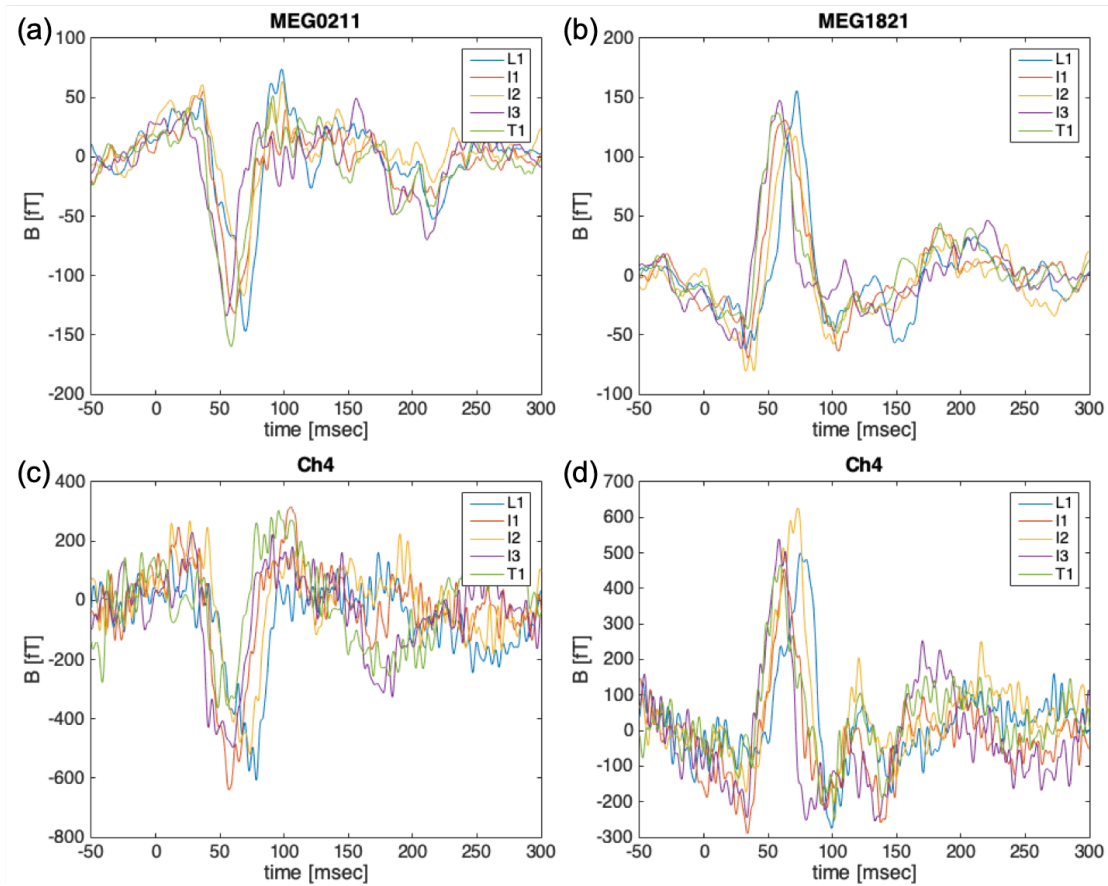 (a) MEG0211
100
50
0
-50
-100
-150
-200
B [fT]
-50 0 50 100 150 200 250 300
time [msec]
L1
I1
I2
I3
T1
(b) MEG1821
200
150
100
50
0
-50
-100
B [fT]
-50 0 50 100 150 200 250 300
time [msec]
L1
I1
I2
I3
T1
(c) Ch4
400
200
0
-200
-400
-600
-800
B [fT]
-50 0 50 100 150 200 250 300
time [msec]
L1
I1
I2
I3
T1
(d) Ch4
700
600
500
400
300
200
100
0
-100
-200
-300
B [fT]
-50 0 50 100 150 200 250 300
time [msec]
L1
I1
I2
I3
T1